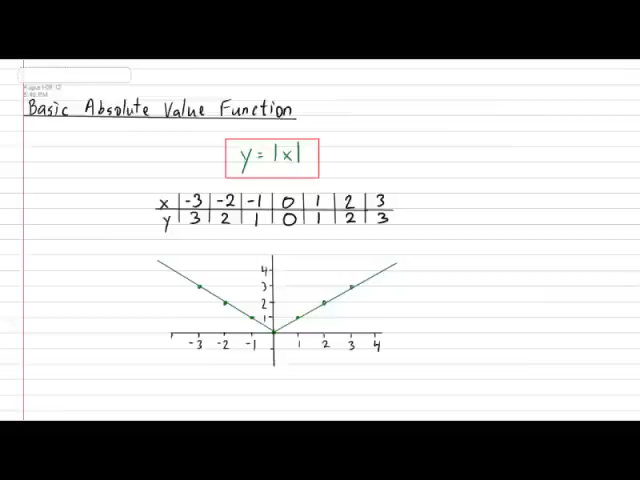 Basic Absolute Value Function
y = |x|
x -3 -2 -1 0 1 2 3
y 3 2 1 0 1 2 3
4
3
2
1
-3 -2 -1 1 2 3 4